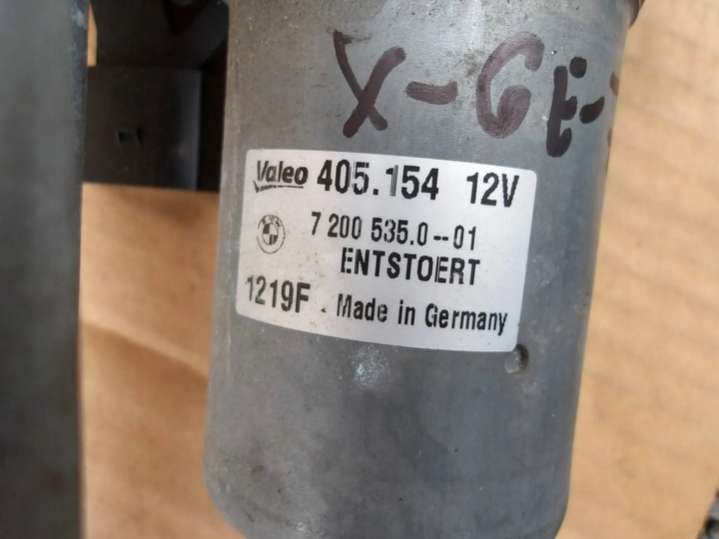 X-GE-
Valeo 405.154 12V
7 200 535.0--01
ENTSTOERT
1219F . Made in Germany